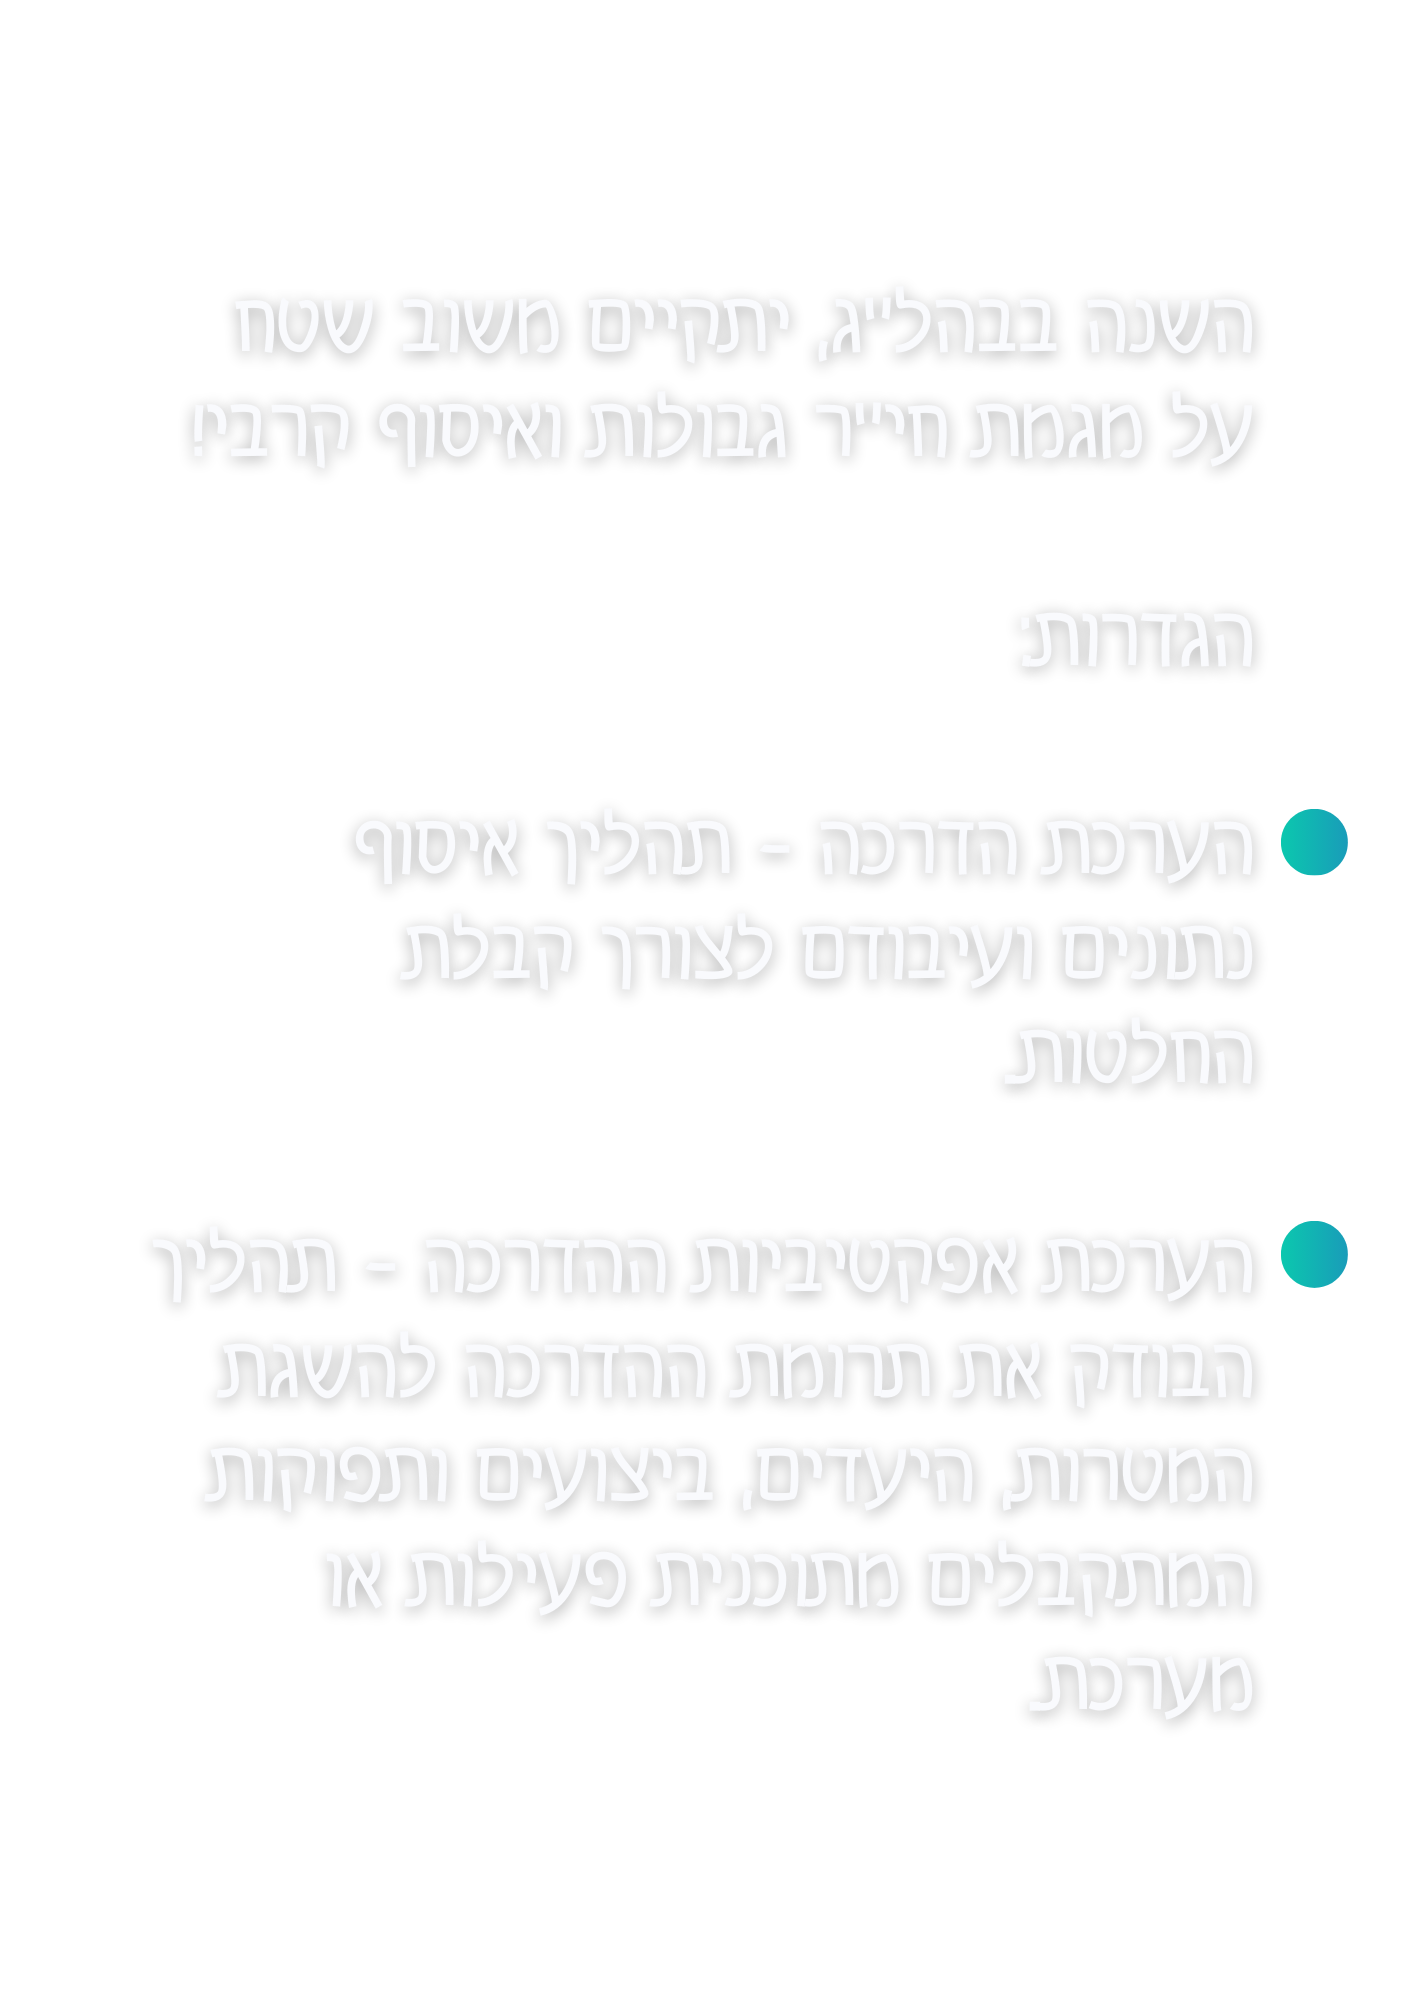 השנה בבהל"ג, יתקיים משוב שטח
על מגמת חי"ר גבולות ואיסוף קרבי!
הגדרות:
הערכת הדרכה - תהליך איסוף
נתונים ועיבודם לצורך קבלת
החלטות.
הערכת אפקטיביות ההדרכה - תהליך
הבודק את תרומת ההדרכה להשגת
המטרות, היעדים, ביצועים ותפוקות
המתקבלים מתוכנית פעילות או
מערכת.